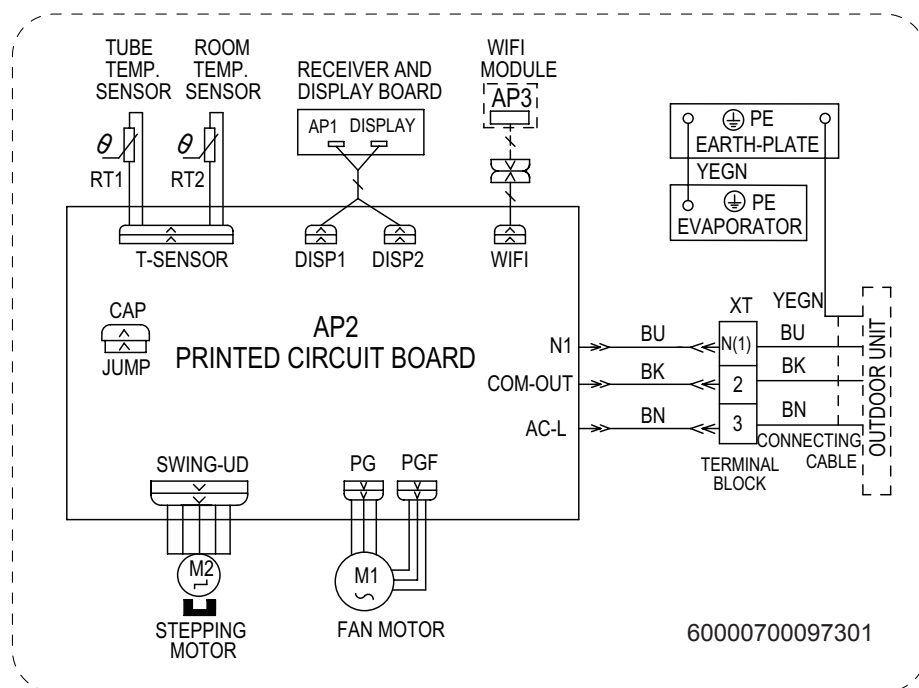 TUBE
TEMP.
SENSOR
ROOM
TEMP.
SENSOR
RECEIVER AND
DISPLAY BOARD
AP1 DISPLAY
WIFI
MODULE
AP3
θ
RT1
θ
RT2
PE
EARTH-PLATE
YEGN
PE
EVAPORATOR
T-SENSOR
DISP1
DISP2
WIFI
CAP
JUMP
AP2
PRINTED CIRCUIT BOARD
N1
COM-OUT
AC-L
BU
BK
BN
XT
N(1)
2
3
TERMINAL
BLOCK
YEGN
BU
BK
BN
CONNECTING
CABLE
OUTDOOR UNIT
SWING-UD
PG
PGF
M2
STEPPING
MOTOR
M1
FAN MOTOR
60000700097301